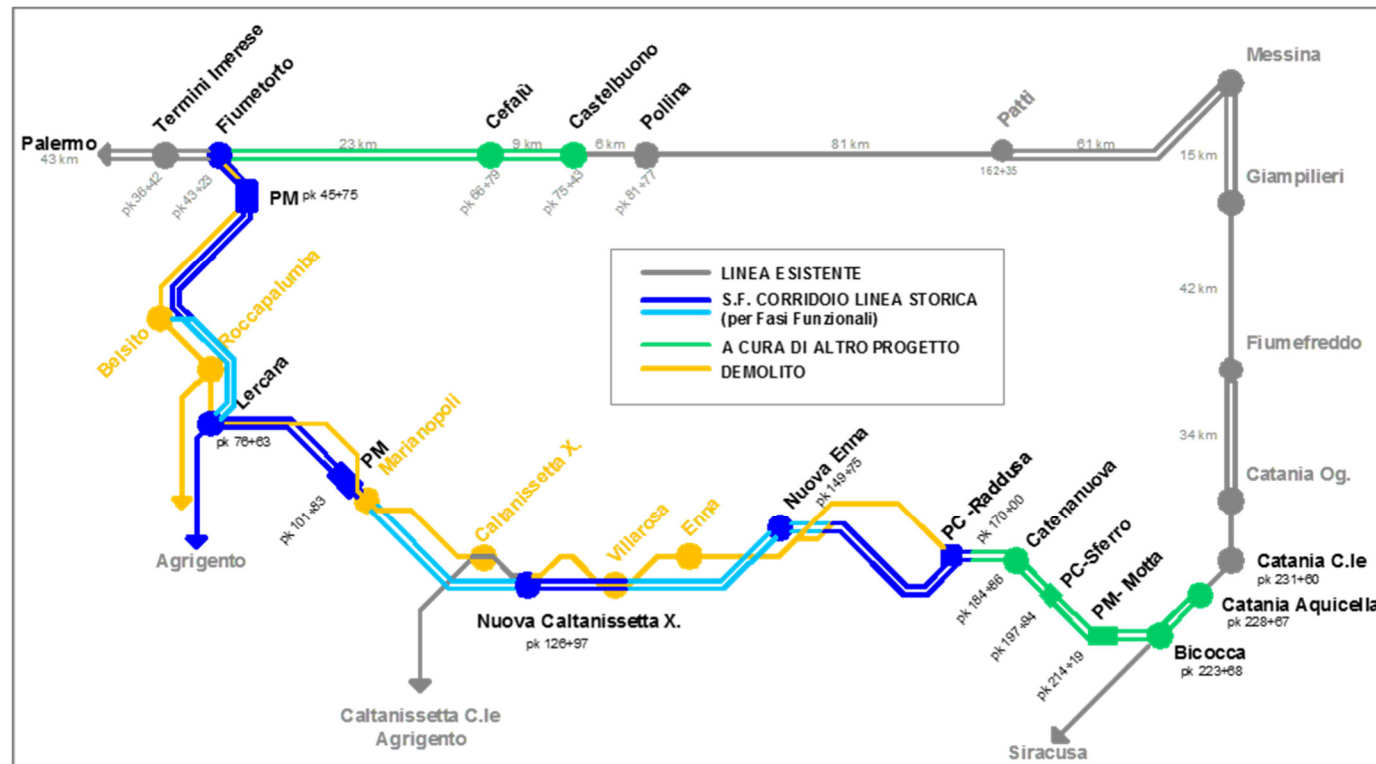 Messina
Termini Imerese
Fiumetorto
Cefalù
Castelbuono
Pollina
Patti
Palermo
43 km
23 km
9 km
6 km
81 km
61 km
15 km
pk 36+42
pk 43+23
pk 66+79
pk 75+43
pk 81+77
162+35
Giampilieri
PM pk 45+75
LINEA ESISTENTE
S.F. CORRIDOIO LINEA STORICA
(per Fasi Funzionali)
A CURA DI ALTRO PROGETTO
DEMOLITO
42 km
Belsito
Roccapalumba
Fiumefreddo
Lercara
pk 76+63
34 km
PM
Marianopoli
pk 101+83
Nuova Enna
pk 149+75
Catania Og.
Caltanissetta X.
Villarosa
Enna
PC -Raddusa
pk 170+00
Catenanuova
pk 184+86
PC-Sferro
pk 197+94
PM- Motta
pk 214+19
Agrigento
Catania C.le
pk 231+60
Catania Aquicella
pk 228+67
Nuova Caltanissetta X.
pk 126+97
Bicocca
pk 223+68
Caltanissetta C.le
Agrigento
Siracusa